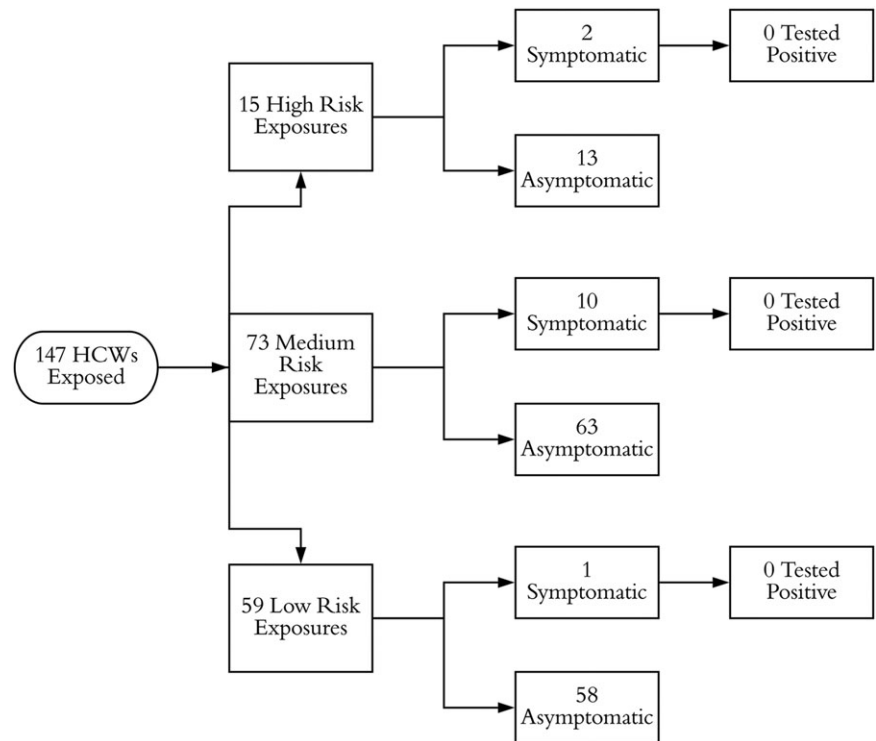 147 HCWs
Exposed
15 High Risk
Exposures
2
Symptomatic
0 Tested
Positive
13
Asymptomatic
73 Medium
Risk
Exposures
10
Symptomatic
0 Tested
Positive
63
Asymptomatic
59 Low Risk
Exposures
1
Symptomatic
0 Tested
Positive
58
Asymptomatic